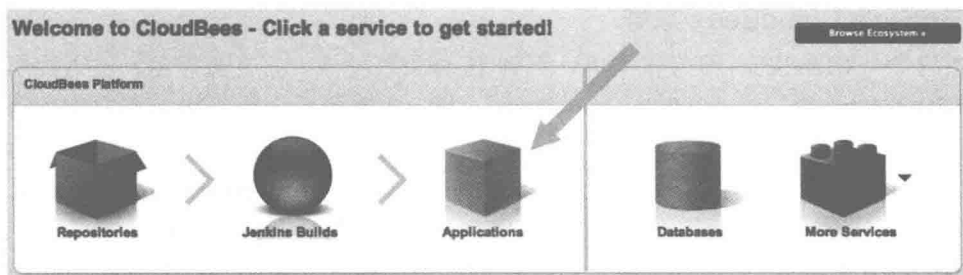 Welcome to CloudBees - Click a service to get started!
Browse Ecosystem »
CloudBees Platform
Repositories
Jenkins Builds
Applications
Databases
More Services